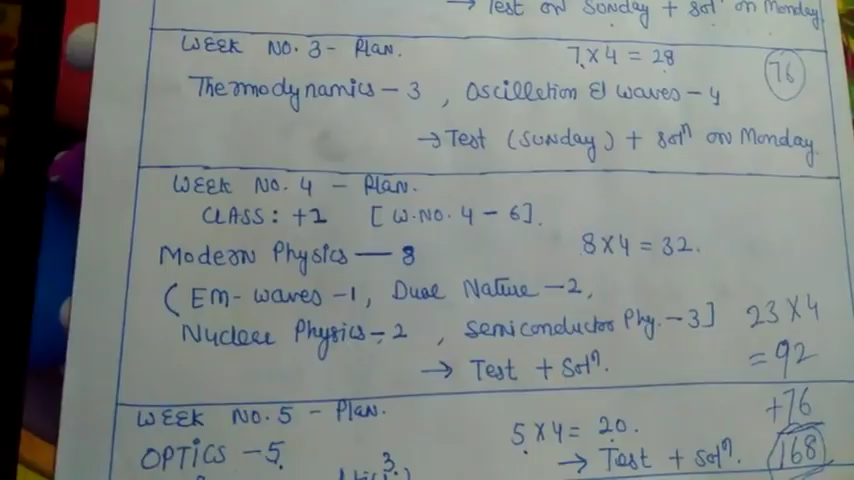 → Test on Sunday + solⁿ on Monday
WEEK NO. 3 - Plan. 7 x 4 = 28
76
Thermodynamics - 3 , Oscilletion & waves - 4
→ Test (Sunday) + solⁿ on Monday
WEEK NO. 4 - Plan.
CLASS : +2 [ W.NO. 4 - 6].
Modern Physics — 8 8 x 4 = 32.
( EM- waves -1, Dual Nature -2,
Nuclear Physics - 2 , Semiconductor Phy. -3]
23 x 4
= 92
→ Test + Solⁿ.
WEEK NO. 5 - Plan.
+76
5 x 4 = 20.
OPTICS - 5.
→ Test + Solⁿ.
168
3.